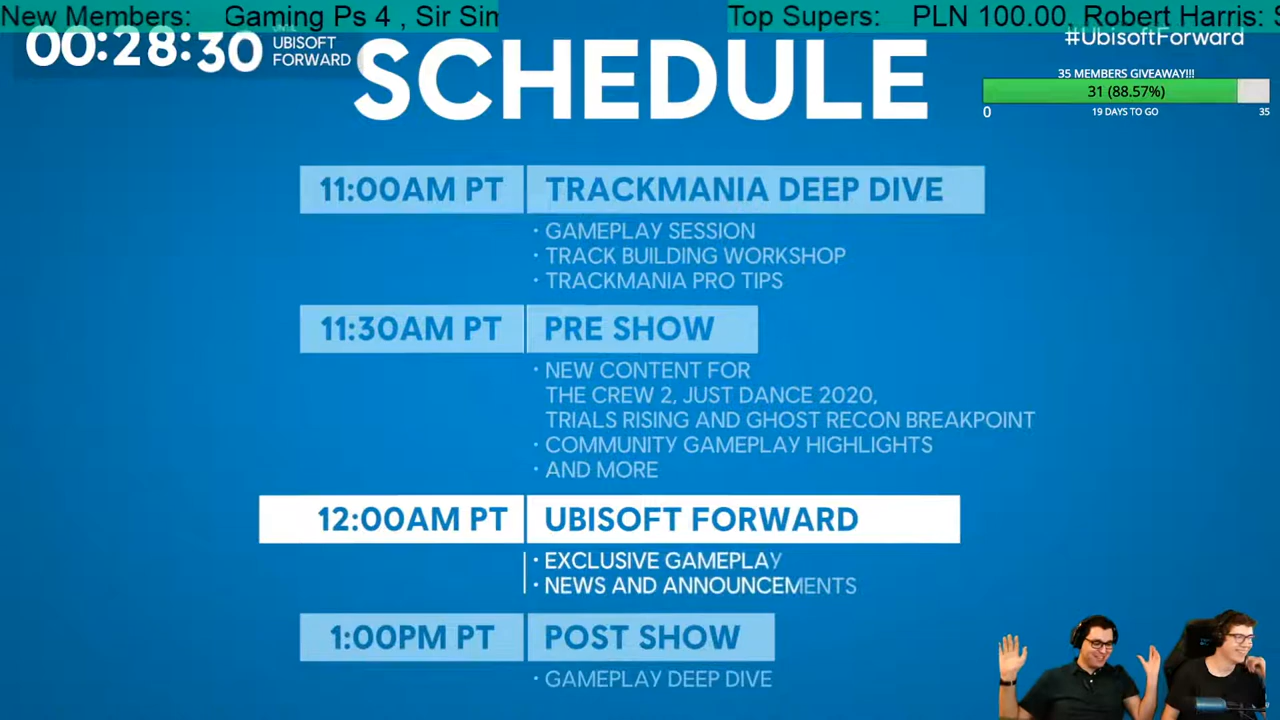 New Members: Gaming Ps 4 , Sir Sim
Top Supers: PLN 100.00, Robert Harris:
00:28:30
UBISOFT
FORWARD
SCHEDULE
#UbisoftForward
35 MEMBERS GIVEAWAY!!!
31 (88.57%)
0 19 DAYS TO GO 35
11:00AM PT TRACKMANIA DEEP DIVE
· GAMEPLAY SESSION
· TRACK BUILDING WORKSHOP
· TRACKMANIA PRO TIPS
11:30AM PT PRE SHOW
· NEW CONTENT FOR
THE CREW 2, JUST DANCE 2020,
TRIALS RISING AND GHOST RECON BREAKPOINT
· COMMUNITY GAMEPLAY HIGHLIGHTS
· AND MORE
12:00AM PT UBISOFT FORWARD
· EXCLUSIVE GAMEPLAY
· NEWS AND ANNOUNCEMENTS
1:00PM PT POST SHOW
· GAMEPLAY DEEP DIVE